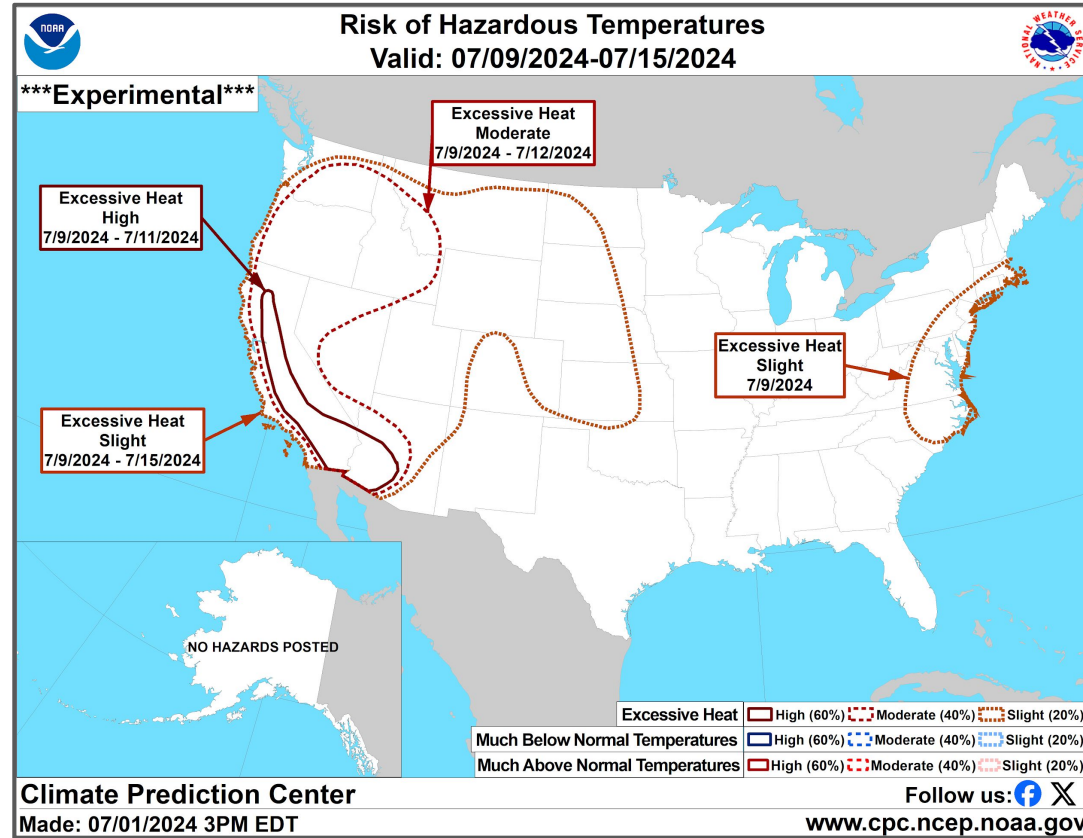 NOAA
Risk of Hazardous Temperatures
Valid: 07/09/2024-07/15/2024
NATIONAL WEATHER SERVICE
***Experimental***
Excessive Heat
Moderate
7/9/2024 - 7/12/2024
Excessive Heat
High
7/9/2024 - 7/11/2024
Excessive Heat
Slight
7/9/2024
Excessive Heat
Slight
7/9/2024 - 7/15/2024
NO HAZARDS POSTED
Excessive Heat High (60%) Moderate (40%) Slight (20%)
Much Below Normal Temperatures High (60%) Moderate (40%) Slight (20%)
Much Above Normal Temperatures High (60%) Moderate (40%) Slight (20%)
Climate Prediction Center
Follow us:
Made: 07/01/2024 3PM EDT
www.cpc.ncep.noaa.gov